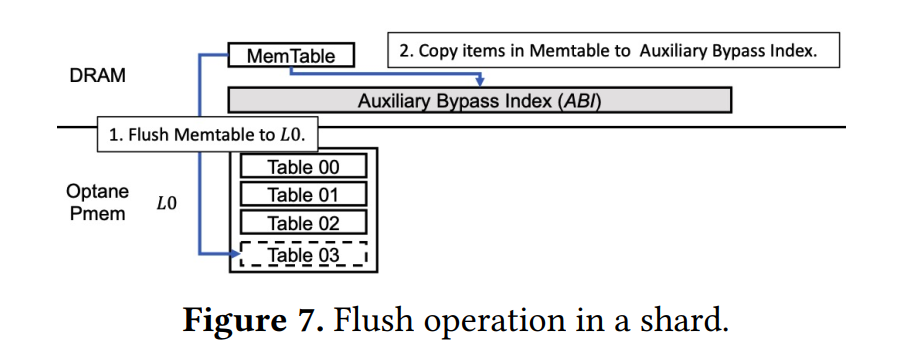 MemTable
2. Copy items in Memtable to Auxiliary Bypass Index.
DRAM
Auxiliary Bypass Index (ABI)
1. Flush Memtable to L0.
Optane
Pmem
L0
Table 00
Table 01
Table 02
Table 03
Figure 7. Flush operation in a shard.